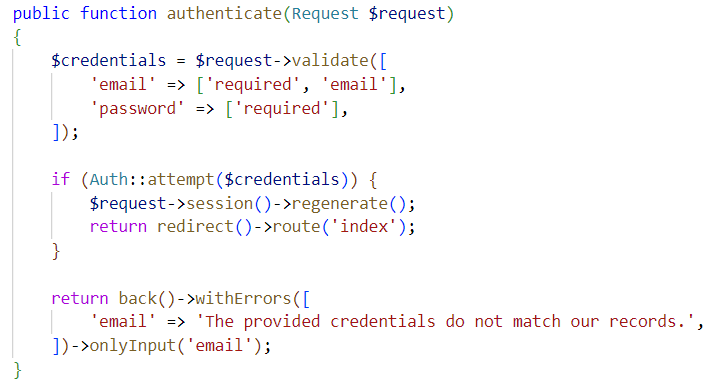 public function authenticate(Request $request)
{
    $credentials = $request->validate([
        'email' => ['required', 'email'],
        'password' => ['required'],
    ]);

    if (Auth::attempt($credentials)) {
        $request->session()->regenerate();
        return redirect()->route('index');
    }

    return back()->withErrors([
        'email' => 'The provided credentials do not match our records.',
    ])->onlyInput('email');
}